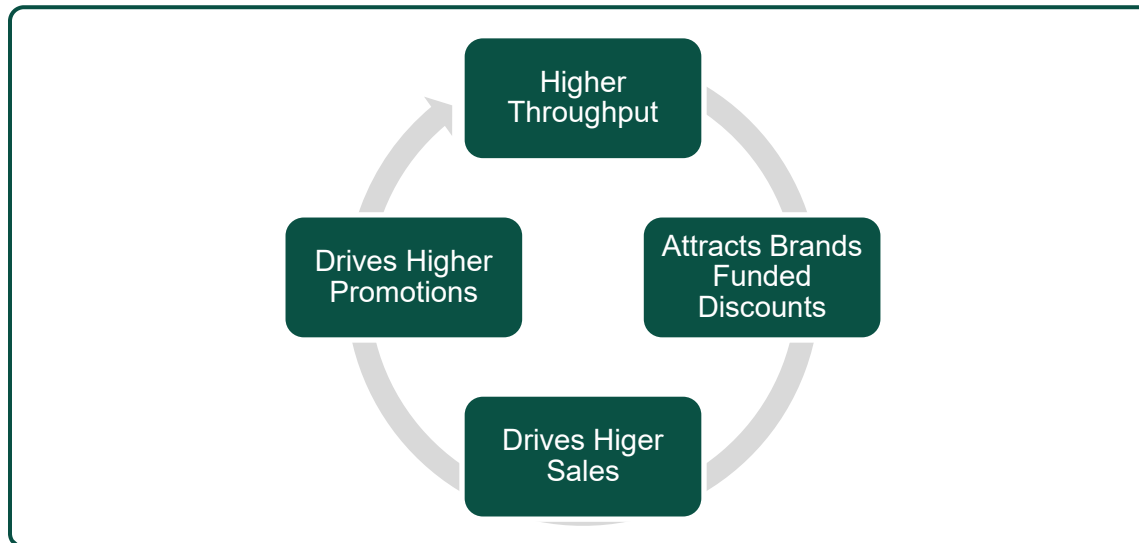 Higher
Throughput
Attracts Brands
Funded
Discounts
Drives Higer
Sales
Drives Higher
Promotions